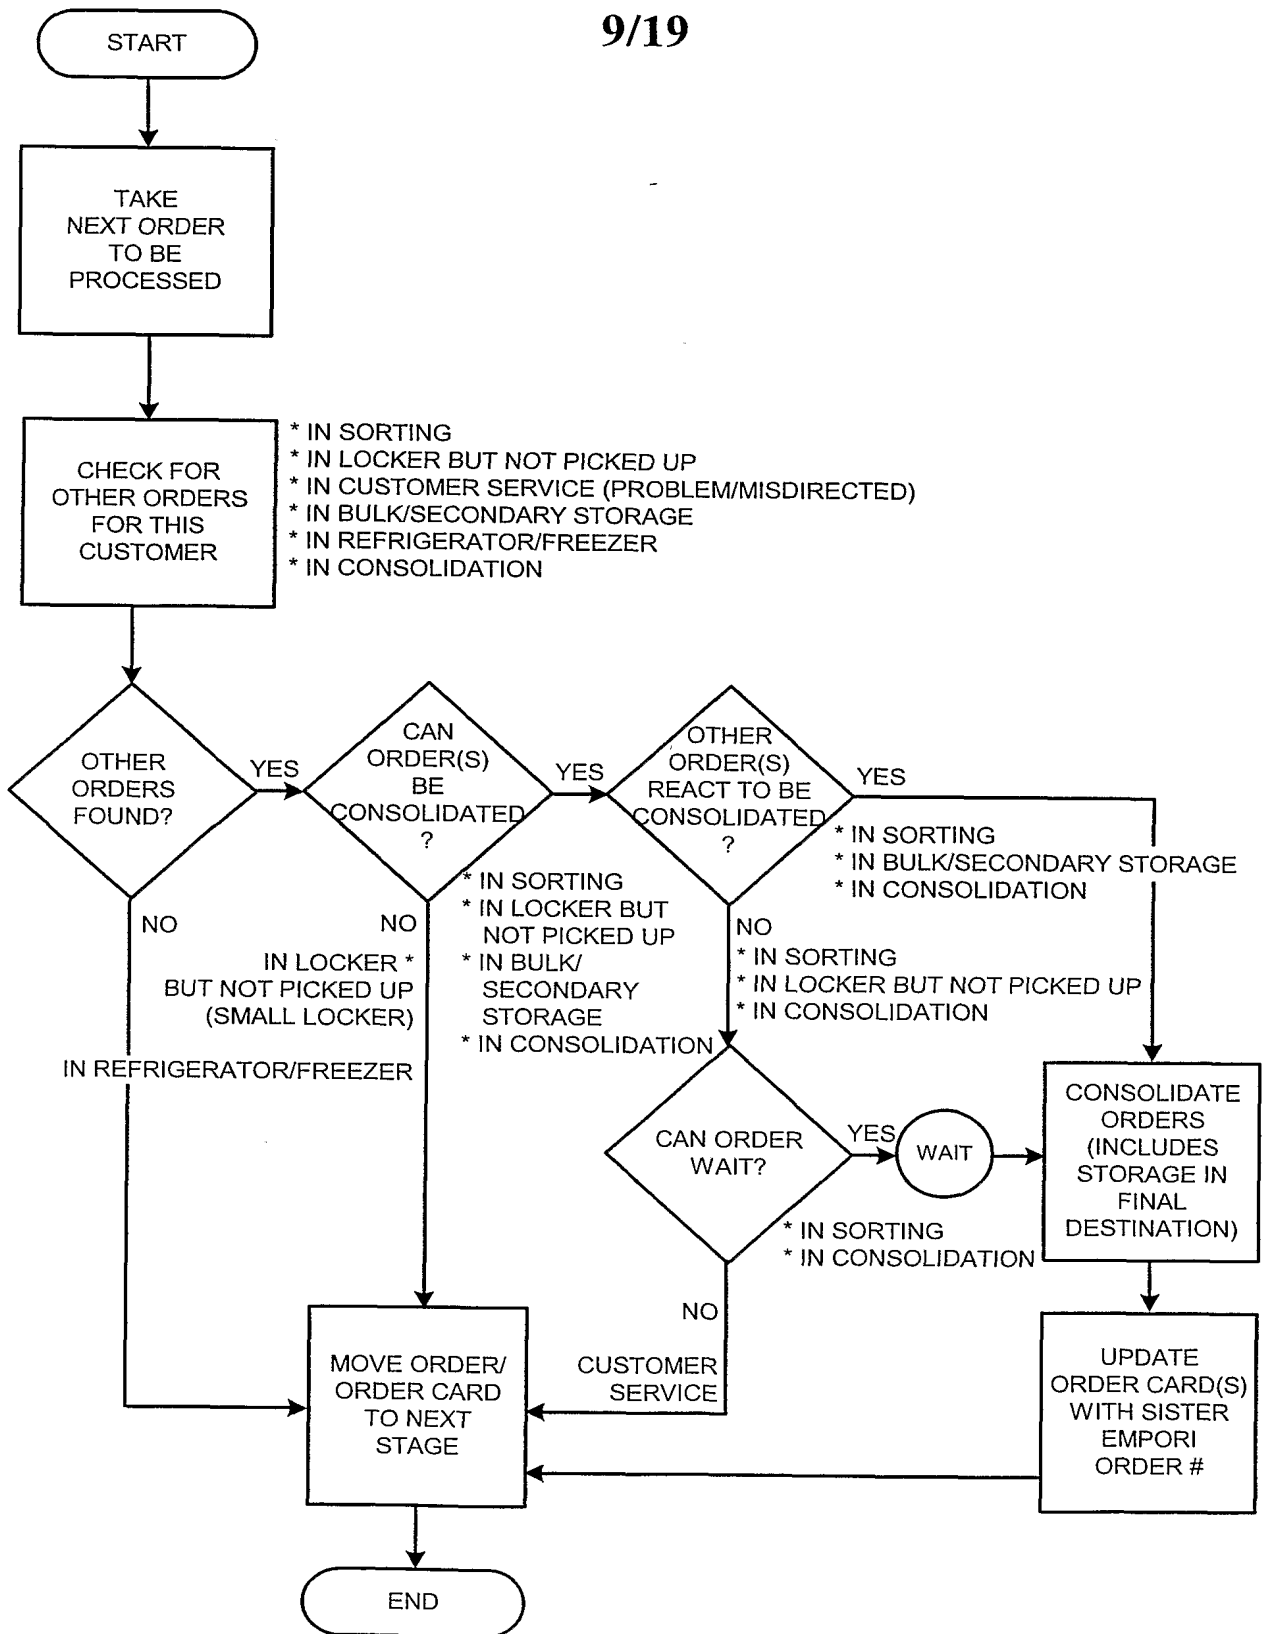 9/19
START
TAKE
NEXT ORDER
TO BE
PROCESSED
CHECK FOR
OTHER ORDERS
FOR THIS
CUSTOMER
* IN SORTING
* IN LOCKER BUT NOT PICKED UP
* IN CUSTOMER SERVICE (PROBLEM/MISDIRECTED)
* IN BULK/SECONDARY STORAGE
* IN REFRIGERATOR/FREEZER
* IN CONSOLIDATION
OTHER
ORDERS
FOUND?
YES
CAN
ORDER(S)
BE
CONSOLIDATED
?
YES
OTHER
ORDER(S)
REACT TO BE
CONSOLIDATED
?
YES
* IN SORTING
* IN BULK/SECONDARY STORAGE
* IN CONSOLIDATION
NO
NO
IN LOCKER *
BUT NOT PICKED UP
(SMALL LOCKER)
IN REFRIGERATOR/FREEZER
* IN SORTING
* IN LOCKER BUT
NOT PICKED UP
* IN BULK/
SECONDARY
STORAGE
* IN CONSOLIDATION
NO
* IN SORTING
* IN LOCKER BUT NOT PICKED UP
* IN CONSOLIDATION
CAN ORDER
WAIT?
YES
WAIT
* IN SORTING
* IN CONSOLIDATION
CONSOLIDATE
ORDERS
(INCLUDES
STORAGE IN
FINAL
DESTINATION)
NO
CUSTOMER
SERVICE
MOVE ORDER/
ORDER CARD
TO NEXT
STAGE
UPDATE
ORDER CARD(S)
WITH SISTER
EMPORI
ORDER #
END